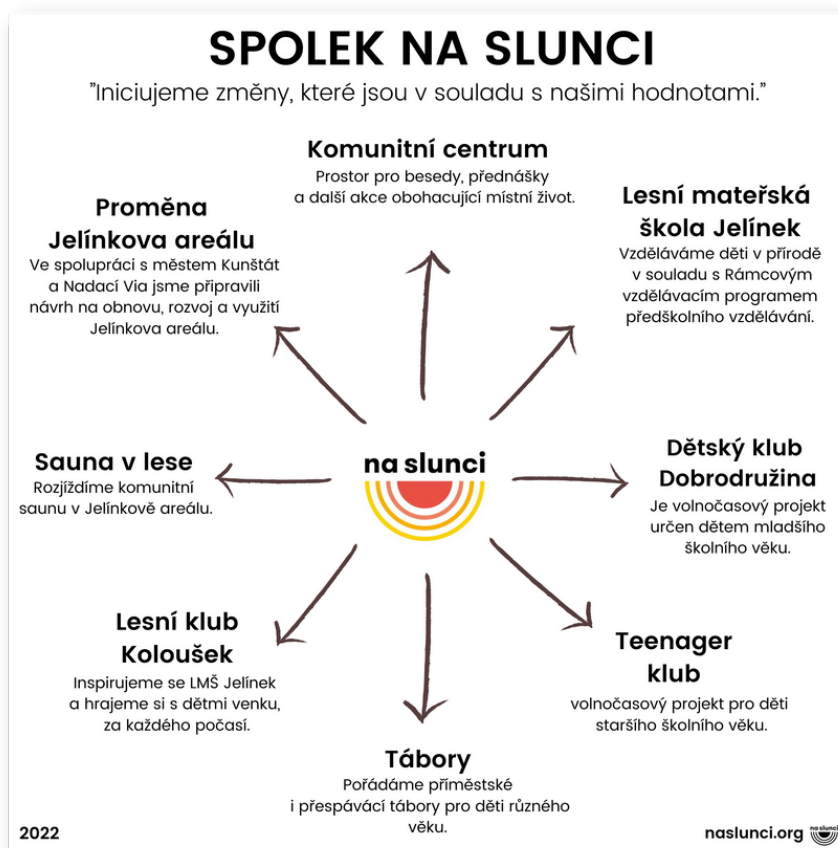 SPOLEK NA SLUNCI
"Iniciujeme změny, které jsou v souladu s našimi hodnotami."
Komunitní centrum
Prostor pro besedy, přednášky
a další akce obohacující místní život.
Lesní mateřská
škola Jelínek
Vzděláváme děti v přírodě
v souladu s Rámcovým
vzdělávacím programem
předškolního vzdělávání.
Proměna
Jelínkova areálu
Ve spolupráci s městem Kunštát
a Nadací Via jsme připravili
návrh na obnovu, rozvoj a využití
Jelínkova areálu.
Sauna v lese
Rozjíždíme komunitní
saunu v Jelínkově areálu.
na slunci
Dětský klub
Dobrodružina
Je volnočasový projekt
určen dětem mladšího
školního věku.
Lesní klub
Koloušek
Inspirujeme se LMŠ Jelínek
a hrajeme si s dětmi venku,
za každého počasí.
Teenager
klub
volnočasový projekt pro děti
staršího školního věku.
Tábory
Pořádáme příměstské
i přespávácí tábory pro děti různého
věku.
2022
naslunci.org
na slunci